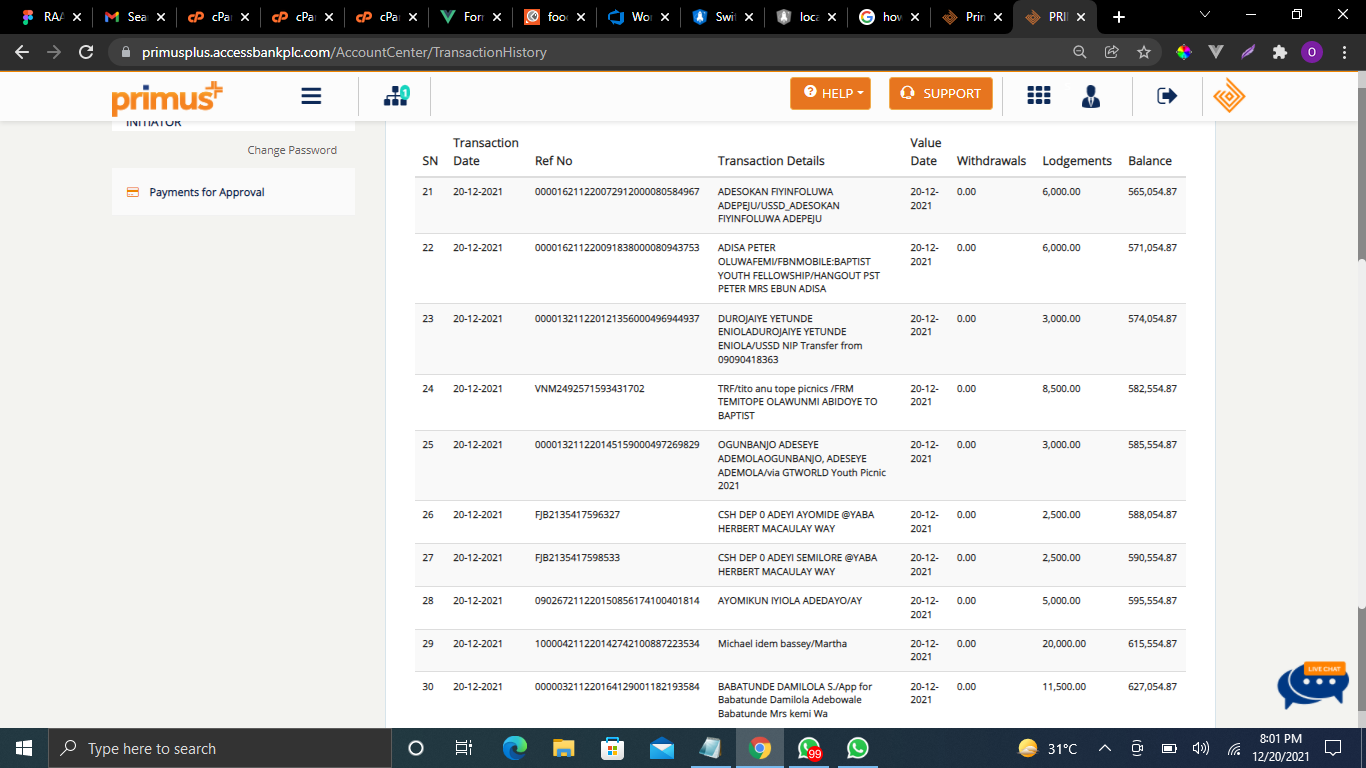 RAA
Sea
cPa
cPa
cPa
For
foo
Wo
Swit
loca
how
Prin
PRI
primusplus.accessbankplc.com/AccountCenter/TransactionHistory
O
primus+
1
HELP
SUPPORT
INITIATOR
Change Password
Payments for Approval
SN Transaction Date Ref No Transaction Details Value Date Withdrawals Lodgements Balance
21 20-12-2021 000016211220072912000080584967 ADESOKAN FIYINFOLUWA 20-12- 0.00 6,000.00 565,054.87
ADEPEJU/USSD_ADESOKAN 2021
FIYINFOLUWA ADEPEJU
22 20-12-2021 000016211220091838000080943753 ADISA PETER 20-12- 0.00 6,000.00 571,054.87
OLUWAFEMI/FBNMOBILE:BAPTIST 2021
YOUTH FELLOWSHIP/HANGOUT PST
PETER MRS EBUN ADISA
23 20-12-2021 000013211220121356000496944937 DUROJAIYE YETUNDE 20-12- 0.00 3,000.00 574,054.87
ENIOLADUROJAIYE YETUNDE 2021
ENIOLA/USSD NIP Transfer from
09090418363
24 20-12-2021 VNM2492571593431702 TRF/tito anu tope picnics /FRM 20-12- 0.00 8,500.00 582,554.87
TEMITOPE OLAWUNMI ABIDOYE TO 2021
BAPTIST
25 20-12-2021 000013211220145159000497269829 OGUNBANJO ADESEYE 20-12- 0.00 3,000.00 585,554.87
ADEMOLAOGUNBANJO, ADESEYE 2021
ADEMOLA/via GTWORLD Youth Picnic
2021
26 20-12-2021 FJB2135417596327 CSH DEP 0 ADEYI AYOMIDE @YABA 20-12- 0.00 2,500.00 588,054.87
HERBERT MACAULAY WAY 2021
27 20-12-2021 FJB2135417598533 CSH DEP 0 ADEYI SEMILORE @YABA 20-12- 0.00 2,500.00 590,554.87
HERBERT MACAULAY WAY 2021
28 20-12-2021 090267211220150856174100401814 AYOMIKUN IYIOLA ADEDAYO/AY 20-12- 0.00 5,000.00 595,554.87
2021
29 20-12-2021 100004211220142742100887223534 Michael idem bassey/Martha 20-12- 0.00 20,000.00 615,554.87
2021
30 20-12-2021 000003211220164129001182193584 BABATUNDE DAMILOLA S./App for 20-12- 0.00 11,500.00 627,054.87
Babatunde Damilola Adebowale 2021
Babatunde Mrs kemi Wa
LIVE CHAT
Type here to search
99
31°C
8:01 PM
12/20/2021